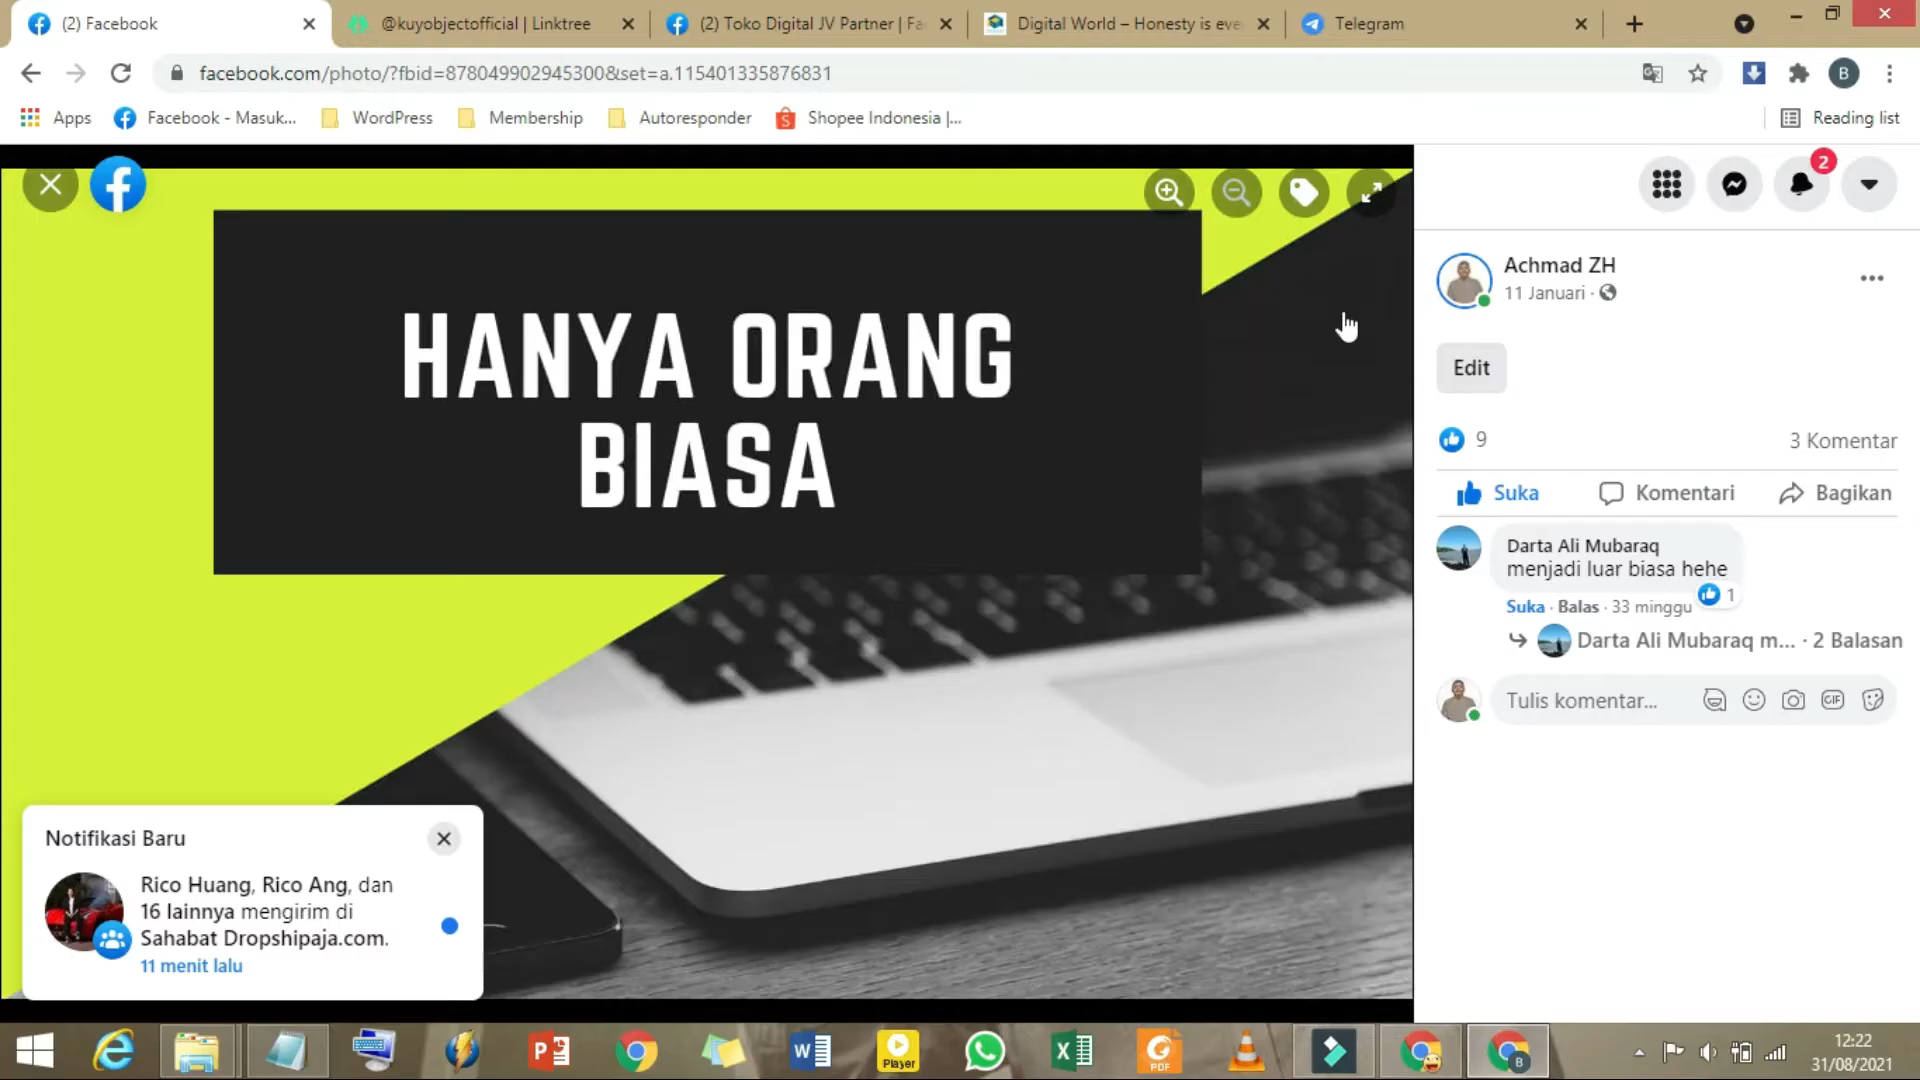 (2) Facebook
@kuyobjectofficial | Linktree
(2) Toko Digital JV Partner | Fa
Digital World – Honesty is eve
Telegram
facebook.com/photo/?fbid=878049902945300&set=a.115401335876831
B
Apps
Facebook - Masuk...
WordPress
Membership
Autoresponder
Shopee Indonesia |...
Reading list
2
HANYA ORANG
BIASA
Achmad ZH
11 Januari ·
Edit
9
3 Komentar
Suka
Komentari
Bagikan
Darta Ali Mubaraq
menjadi luar biasa hehe
1
Suka · Balas · 33 minggu
Darta Ali Mubaraq m... · 2 Balasan
Tulis komentar...
GIF
Notifikasi Baru
Rico Huang, Rico Ang, dan
16 lainnya mengirim di
Sahabat Dropshipaja.com.
11 menit lalu
Player
PDF
B
12:22
31/08/2021